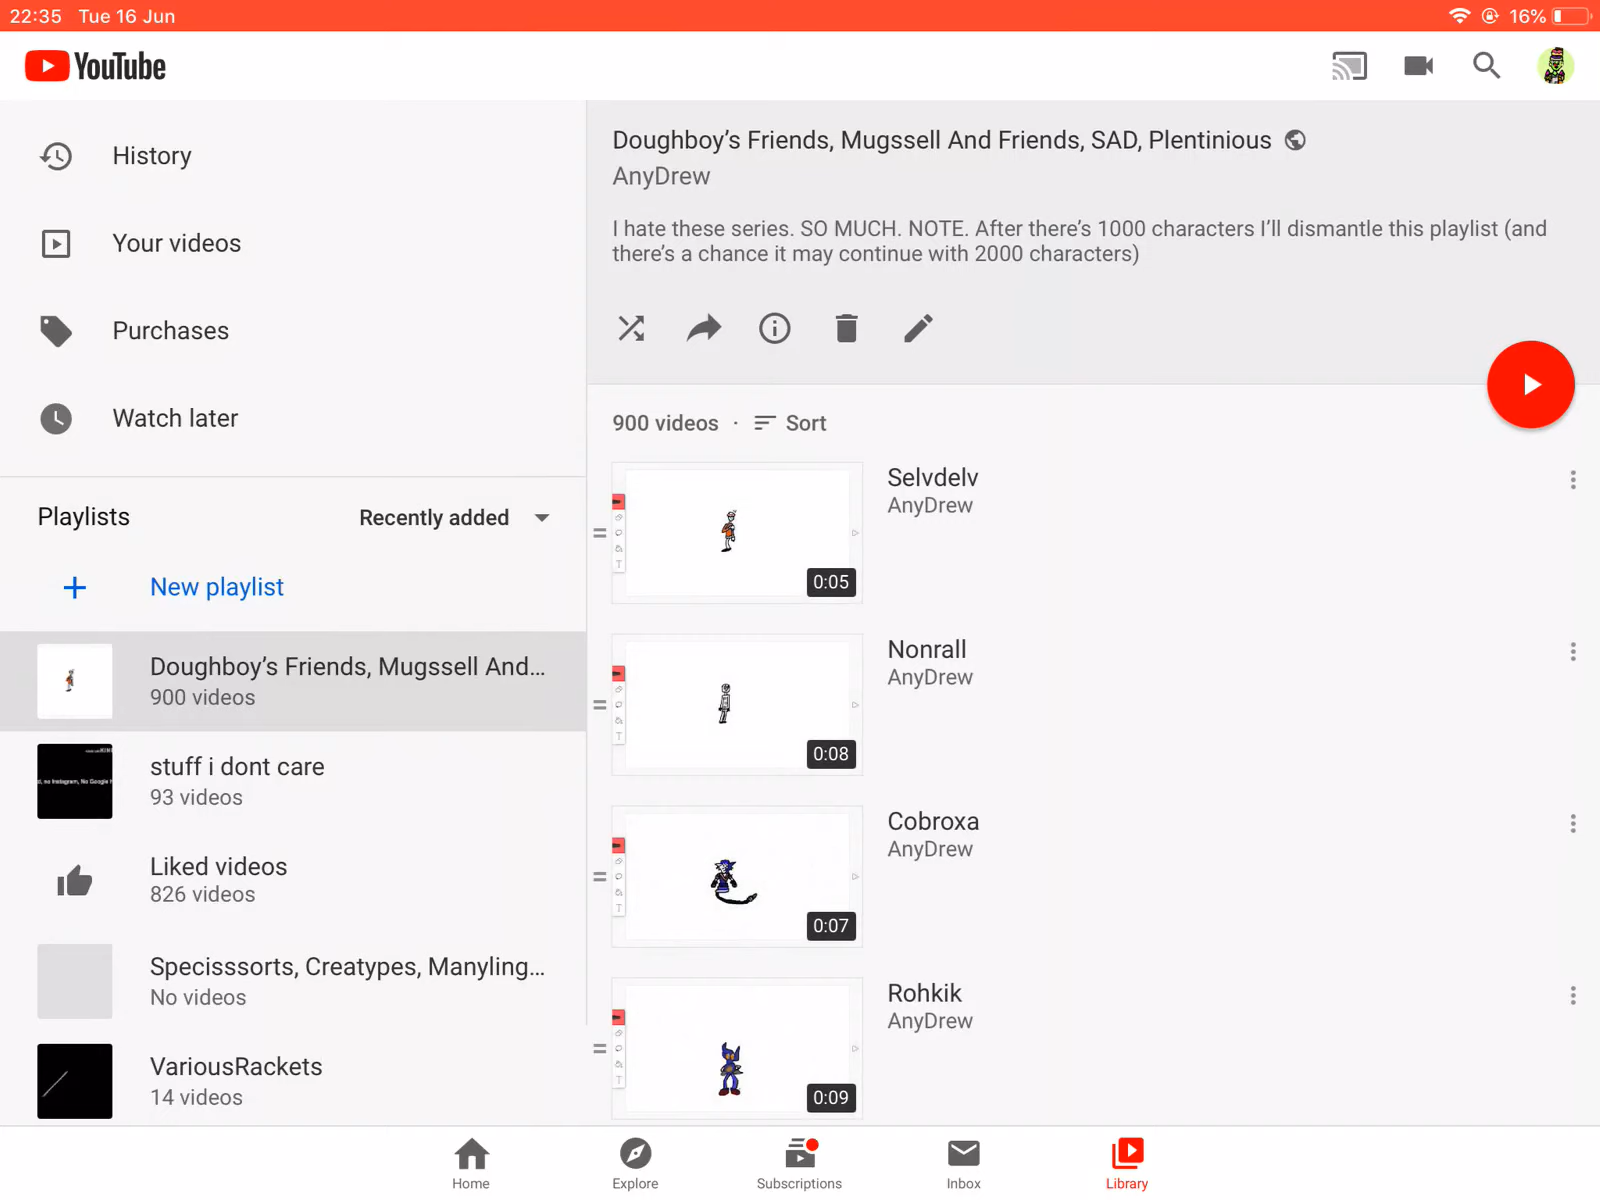 22:35 Tue 16 Jun
16%
YouTube
History
Your videos
Purchases
Watch later
Playlists
Recently added
New playlist
Doughboy’s Friends, Mugssell And...
900 videos
stuff i dont care
93 videos
Liked videos
826 videos
Specisssorts, Creatypes, Manyling...
No videos
VariousRackets
14 videos
Doughboy’s Friends, Mugssell And Friends, SAD, Plentinious
AnyDrew
I hate these series. SO MUCH. NOTE. After there’s 1000 characters I’ll dismantle this playlist (and
there’s a chance it may continue with 2000 characters)
900 videos · Sort
Selvdelv
AnyDrew
0:05
Nonrall
AnyDrew
0:08
Cobroxa
AnyDrew
0:07
Rohkik
AnyDrew
0:09
Home
Explore
Subscriptions
Inbox
Library